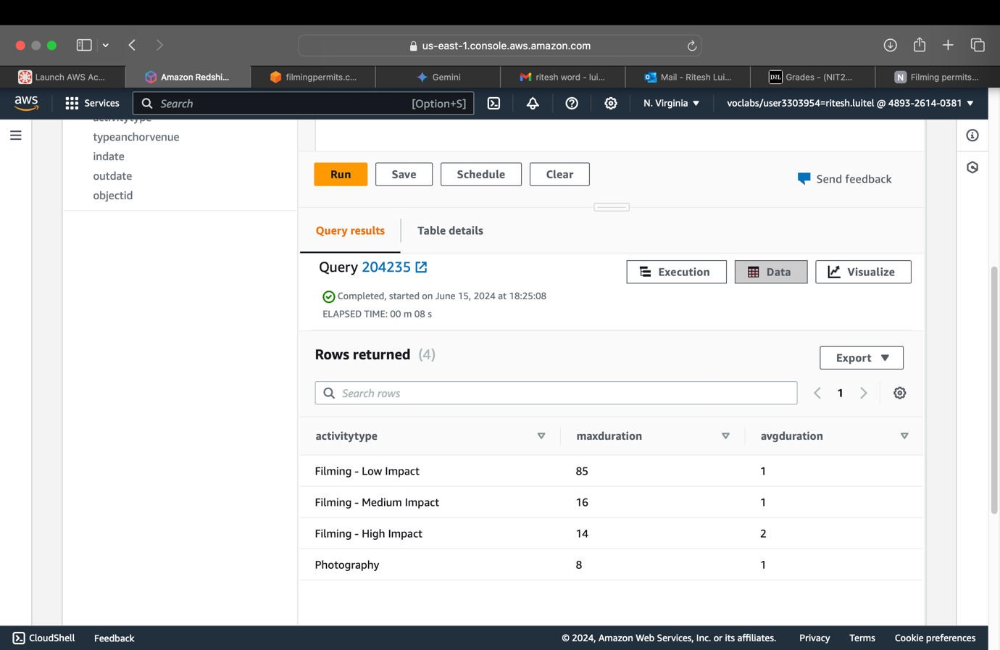 us-east-1.console.aws.amazon.com
Launch AWS Ac...
Amazon Redshi...
filmingpermits.c...
Gemini
ritesh word - lui...
Mail - Ritesh Lui...
D2L Grades - (NIT2...
N Filming permits...
aws Services Search [Option+S] N. Virginia ▼ voclabs/user3303954=ritesh.luitel @ 4893-2614-0381 ▼
activitytype
typeanchorvenue
indate
outdate
objectid
Run Save Schedule Clear
Send feedback
Query results Table details
Query 204235
Execution Data Visualize
Completed, started on June 15, 2024 at 18:25:08
ELAPSED TIME: 00 m 08 s
Rows returned (4)
Export ▼
Search rows
1
activitytype maxduration avgduration
Filming - Low Impact 85 1
Filming - Medium Impact 16 1
Filming - High Impact 14 2
Photography 8 1
CloudShell Feedback © 2024, Amazon Web Services, Inc. or its affiliates. Privacy Terms Cookie preferences